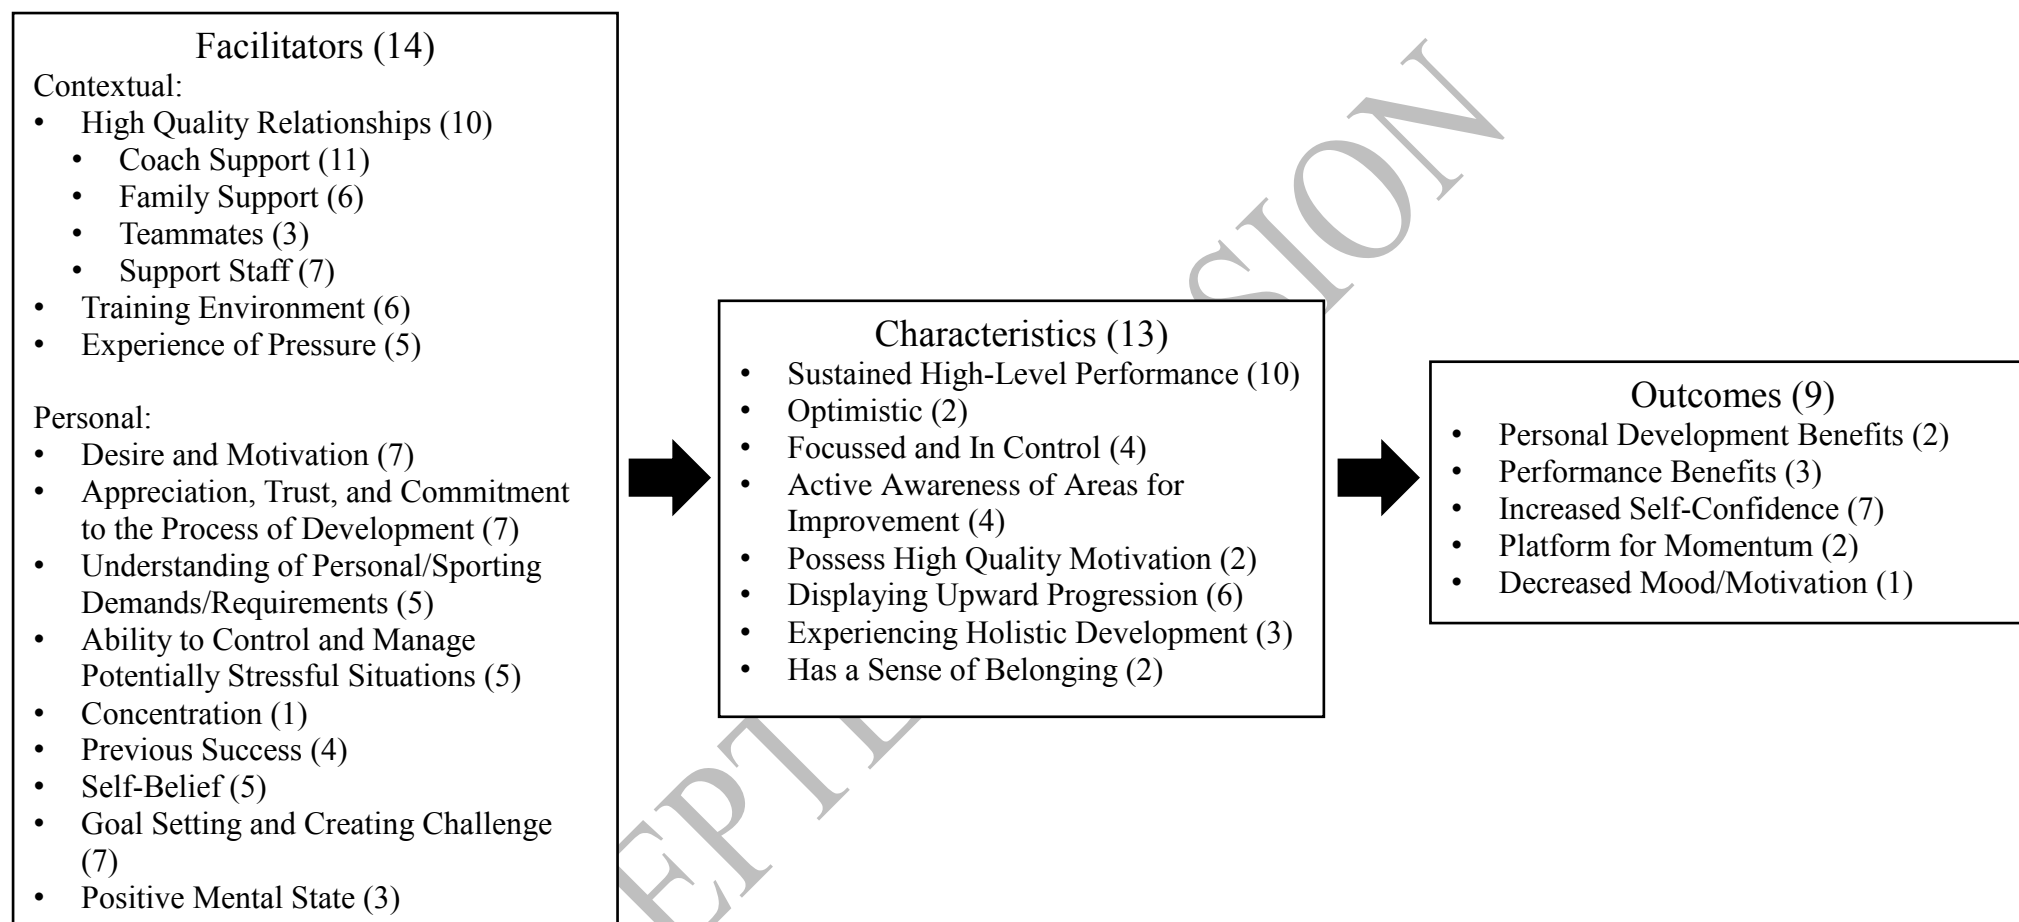 Facilitators (14)
Contextual:
• High Quality Relationships (10)
• Coach Support (11)
• Family Support (6)
• Teammates (3)
• Support Staff (7)
• Training Environment (6)
• Experience of Pressure (5)
Personal:
• Desire and Motivation (7)
• Appreciation, Trust, and Commitment
to the Process of Development (7)
• Understanding of Personal/Sporting
Demands/Requirements (5)
• Ability to Control and Manage
Potentially Stressful Situations (5)
• Concentration (1)
• Previous Success (4)
• Self-Belief (5)
• Goal Setting and Creating Challenge
(7)
• Positive Mental State (3)
Characteristics (13)
• Sustained High-Level Performance (10)
• Optimistic (2)
• Focussed and In Control (4)
• Active Awareness of Areas for
Improvement (4)
• Possess High Quality Motivation (2)
• Displaying Upward Progression (6)
• Experiencing Holistic Development (3)
• Has a Sense of Belonging (2)
Outcomes (9)
• Personal Development Benefits (2)
• Performance Benefits (3)
• Increased Self-Confidence (7)
• Platform for Momentum (2)
• Decreased Mood/Motivation (1)